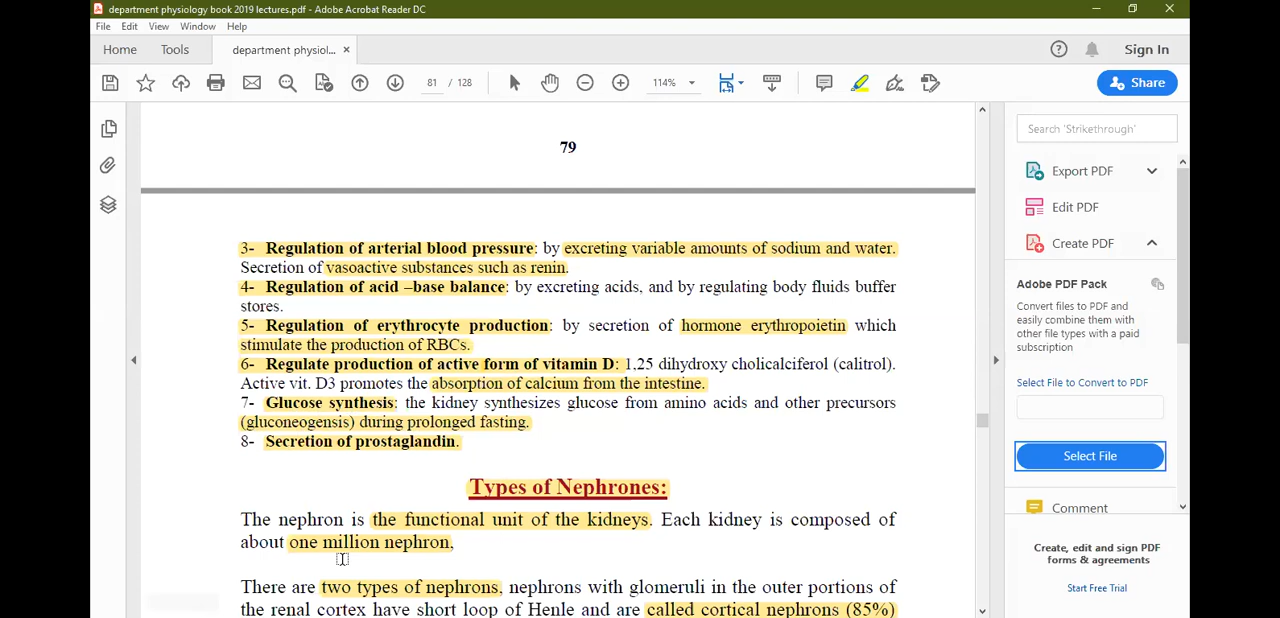 department physiology book 2019 lectures.pdf - Adobe Acrobat Reader DC
File Edit View Window Help
Home Tools department physiol... × Sign In
81 / 128 114% Share
79
3- Regulation of arterial blood pressure: by excreting variable amounts of sodium and water.
Secretion of vasoactive substances such as renin.
4- Regulation of acid –base balance: by excreting acids, and by regulating body fluids buffer
stores.
5- Regulation of erythrocyte production: by secretion of hormone erythropoietin which
stimulate the production of RBCs.
6- Regulate production of active form of vitamin D: 1,25 dihydroxy cholicalciferol (calitrol).
Active vit. D3 promotes the absorption of calcium from the intestine.
7- Glucose synthesis: the kidney synthesizes glucose from amino acids and other precursors
(gluconeogensis) during prolonged fasting.
8- Secretion of prostaglandin.
Types of Nephrones:
The nephron is the functional unit of the kidneys. Each kidney is composed of
about one million nephron,
There are two types of nephrons, nephrons with glomeruli in the outer portions of
the renal cortex have short loop of Henle and are called cortical nephrons (85%)
Search 'Strikethrough'
Export PDF
Edit PDF
Create PDF
Adobe PDF Pack
Convert files to PDF and
easily combine them with
other file types with a paid
subscription
Select File to Convert to PDF
Select File
Comment
Create, edit and sign PDF
forms & agreements
Start Free Trial